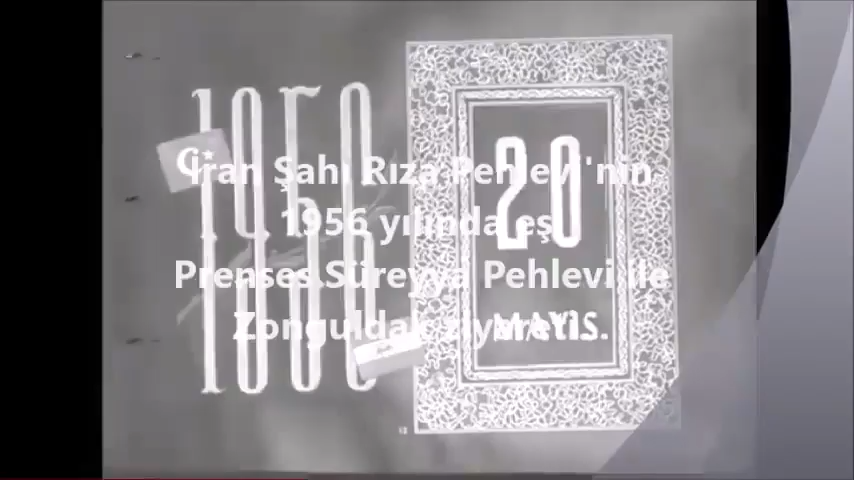 1956
20
MAYIS
İran Şahı Rıza Pehlevi'nin
1956 yılında eşi
Prenses Süreyya Pehlevi ile
Zonguldak ziyareti...